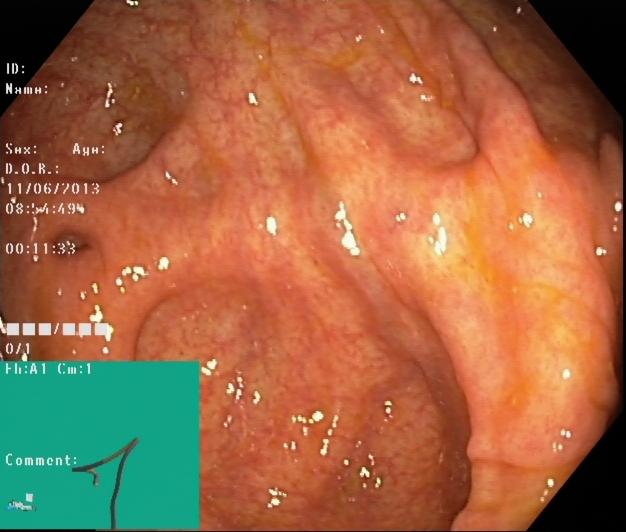 ID:
Name:
Sex: Age:
D.O.B.:
11/06/2013
08:54:49
00:11:33
0/1
Eh:A1 Cm:1
Comment: